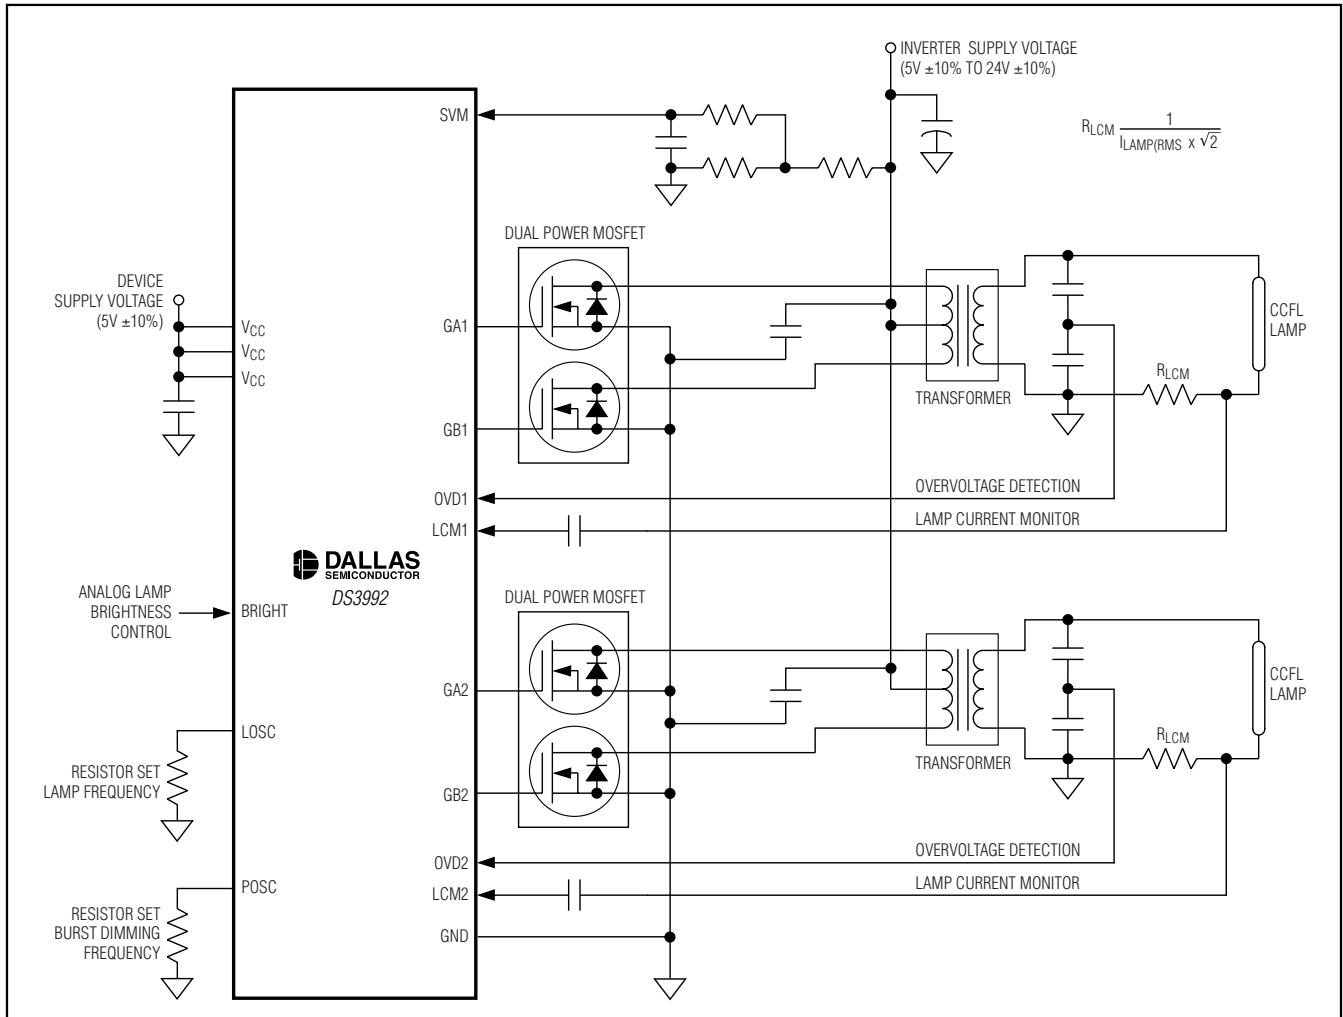 INVERTER SUPPLY VOLTAGE
(5V ±10% TO 24V ±10%)
SVM
RLCM 1
ILAMP(RMS x √2
DUAL POWER MOSFET
DEVICE
SUPPLY VOLTAGE
(5V ±10%)
VCC
VCC
VCC
GA1
GB1
CCFL
LAMP
RLCM
TRANSFORMER
OVD1
OVERVOLTAGE DETECTION
LCM1
LAMP CURRENT MONITOR
DALLAS
SEMICONDUCTOR
DS3992
ANALOG LAMP
BRIGHTNESS
CONTROL
BRIGHT
DUAL POWER MOSFET
GA2
GB2
CCFL
LAMP
RLCM
TRANSFORMER
LOSC
RESISTOR SET
LAMP FREQUENCY
OVD2
OVERVOLTAGE DETECTION
LCM2
LAMP CURRENT MONITOR
POSC
RESISTOR SET
BURST DIMMING
FREQUENCY
GND